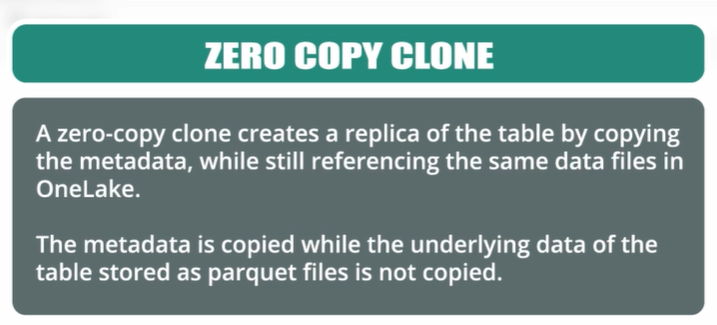 ZERO COPY CLONE
A zero-copy clone creates a replica of the table by copying
the metadata, while still referencing the same data files in
OneLake.
The metadata is copied while the underlying data of the
table stored as parquet files is not copied.